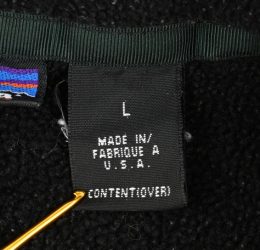 L
MADE IN/
FABRIQUE A
U.S.A.
CONTENT(OVER)